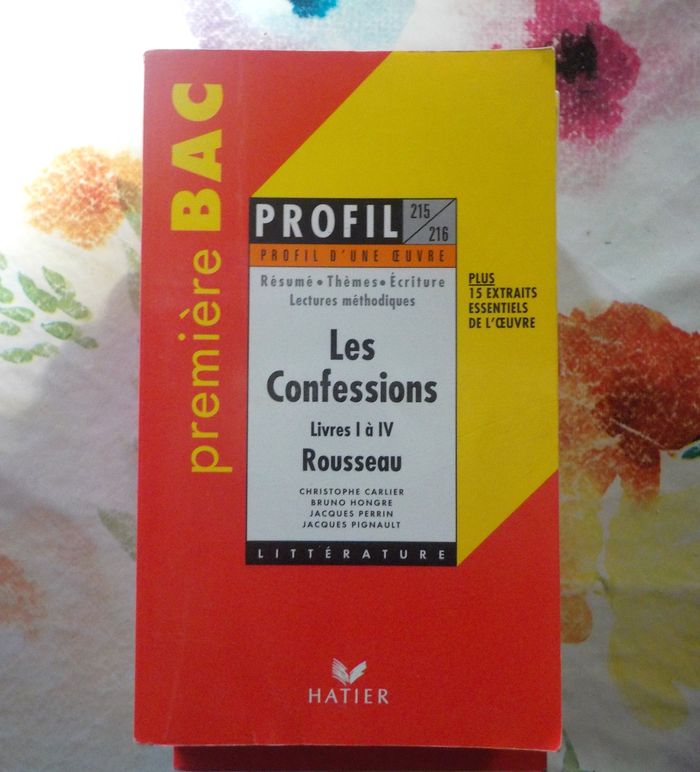 première BAC
PROFIL 215/216
PROFIL D'UNE ŒUVRE
Résumé • Thèmes • Écriture
Lectures méthodiques
Les
Confessions
Livres I à IV
Rousseau
CHRISTOPHE CARLIER
BRUNO HONGRE
JACQUES PERRIN
JACQUES PIGNAULT
LITTÉRATURE
PLUS
15 EXTRAITS
ESSENTIELS
DE L'ŒUVRE
HATIER